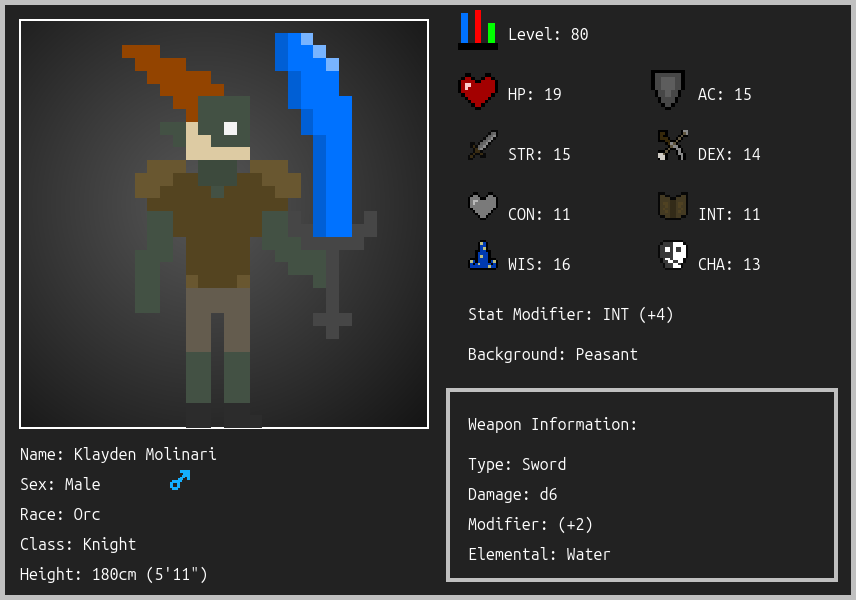 Level: 80
HP: 19
AC: 15
STR: 15
DEX: 14
CON: 11
INT: 11
WIS: 16
CHA: 13
Stat Modifier: INT (+4)
Background: Peasant
Weapon Information:
Type: Sword
Damage: d6
Modifier: (+2)
Elemental: Water
Name: Klayden Molinari
Sex: Male
Race: Orc
Class: Knight
Height: 180cm (5'11")